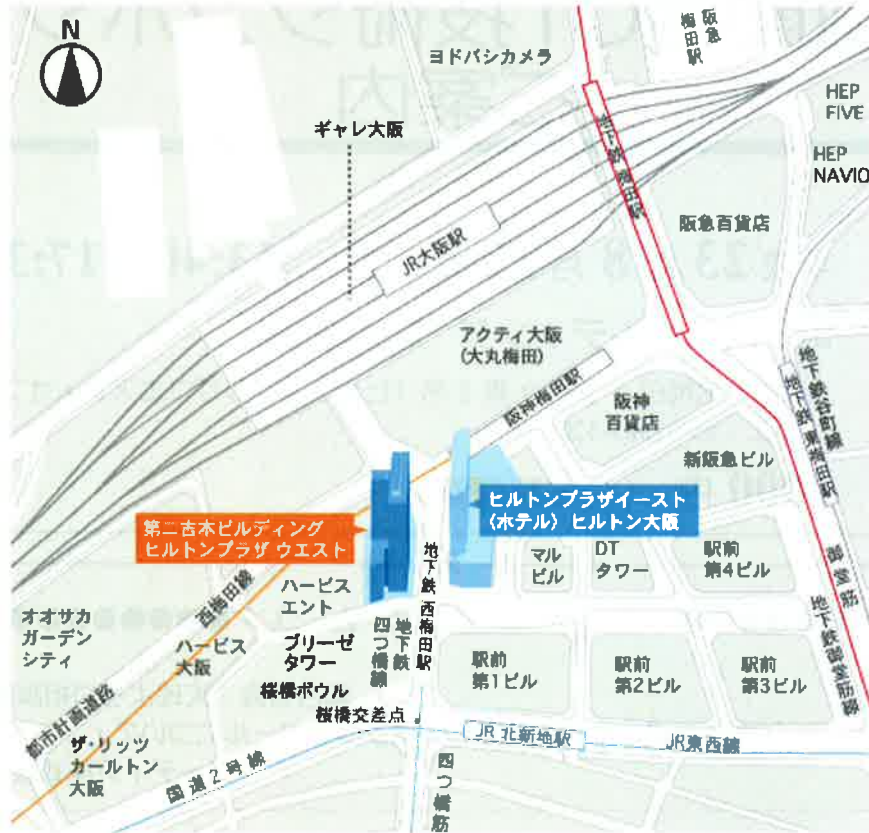 N
ヨドバシカメラ
阪急
梅田駅
HEP
FIVE
HEP
NAVIO
ギャレ大阪
阪急百貨店
JR大阪駅
アクティ大阪
(大丸梅田)
阪神梅田駅
阪神
百貨店
地下鉄谷町線
地下鉄 東梅田駅
新阪急ビル
ヒルトンプラザイースト
〈ホテル〉ヒルトン大阪
第二吉本ビルディング
ヒルトンプラザ ウエスト
マル
ビル
DT
タワー
駅前
第4ビル
御堂筋
地下鉄御堂筋線
地下鉄 西梅田駅
西梅田線
ハービス
エント
オオサカ
ガーデン
シティ
ハービス
大阪
ブリーゼ
タワー
地下鉄
四つ橋線
駅前
第1ビル
駅前
第2ビル
駅前
第3ビル
桜橋ボウル
桜橋交差点
都市計画道路
ザ・リッツ
カールトン
大阪
国道2号線
JR 北新地駅
JR東西線
四つ橋筋